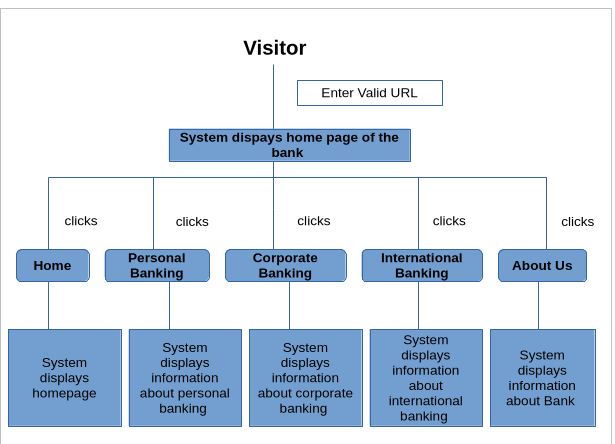 Visitor
Enter Valid URL
System dispays home page of the
bank
clicks
clicks
clicks
clicks
clicks
Home
Personal
Banking
Corporate
Banking
International
Banking
About Us
System
displays
homepage
System
displays
information
about personal
banking
System
displays
information
about corporate
banking
System
displays
information
about
international
banking
System
displays
information
about Bank